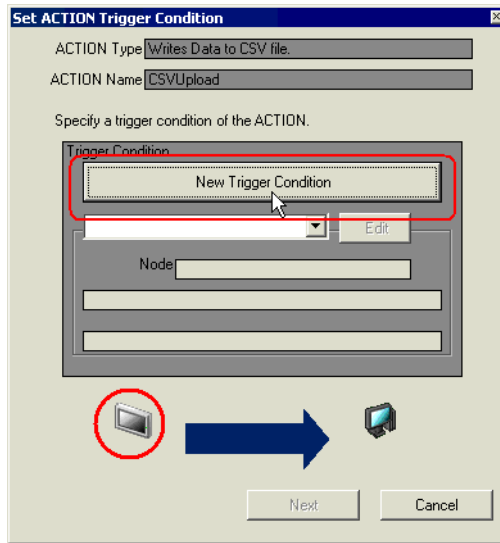 Set ACTION Trigger Condition
ACTION Type Writes Data to CSV file.
ACTION Name CSVUpload
Specify a trigger condition of the ACTION.
Trigger Condition
New Trigger Condition
Edit
Node
Next
Cancel